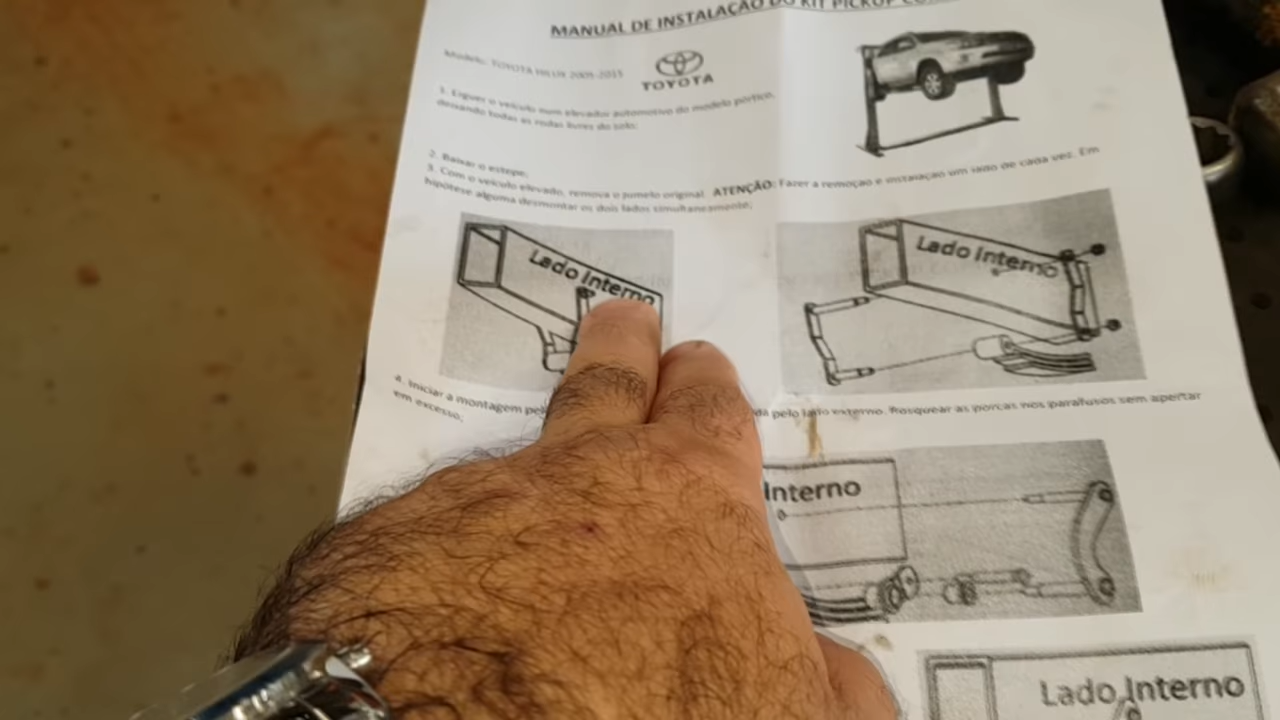 MANUAL DE INSTALAÇÃO DO KIT PICKUP
Modelo: TOYOTA HILUX 2005-2015
TOYOTA
1. Erguer o veículo num elevador automotivo do modelo pórtico,
deixando todas as rodas livres do solo;
2. Baixar o estepe;
3. Com o veículo elevado, remova o jumelo original. ATENÇÃO: Fazer a remoção e instalação um lado de cada vez. Em
hipótese alguma desmontar os dois lados simultaneamente;
Lado Interno
Lado Interno
4. Iniciar a montagem pelo lado externo. Rosquear as porcas nos parafusos sem apertar
em excesso;
Interno
Lado Interno